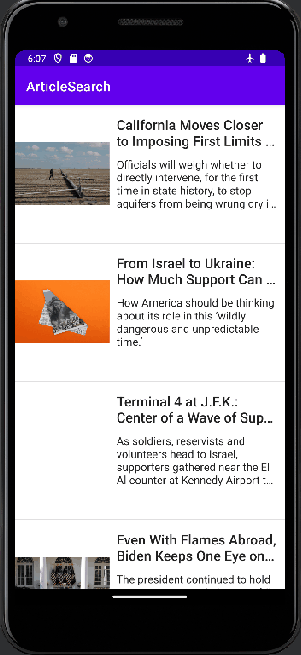 6:07
ArticleSearch
California Moves Closer
to Imposing First Limits ...
Officials will weigh whether to
directly intervene, for the first
time in state history, to stop
aquifers from being wrung dry i...
From Israel to Ukraine:
How Much Support Can ...
How America should be thinking
about its role in this ‘wildly
dangerous and unpredictable
time.’
Terminal 4 at J.F.K.:
Center of a Wave of Sup...
As soldiers, reservists and
volunteers head to Israel,
supporters gathered near the El
Al counter at Kennedy Airport t...
Even With Flames Abroad,
Biden Keeps One Eye on...
The president continued to hold